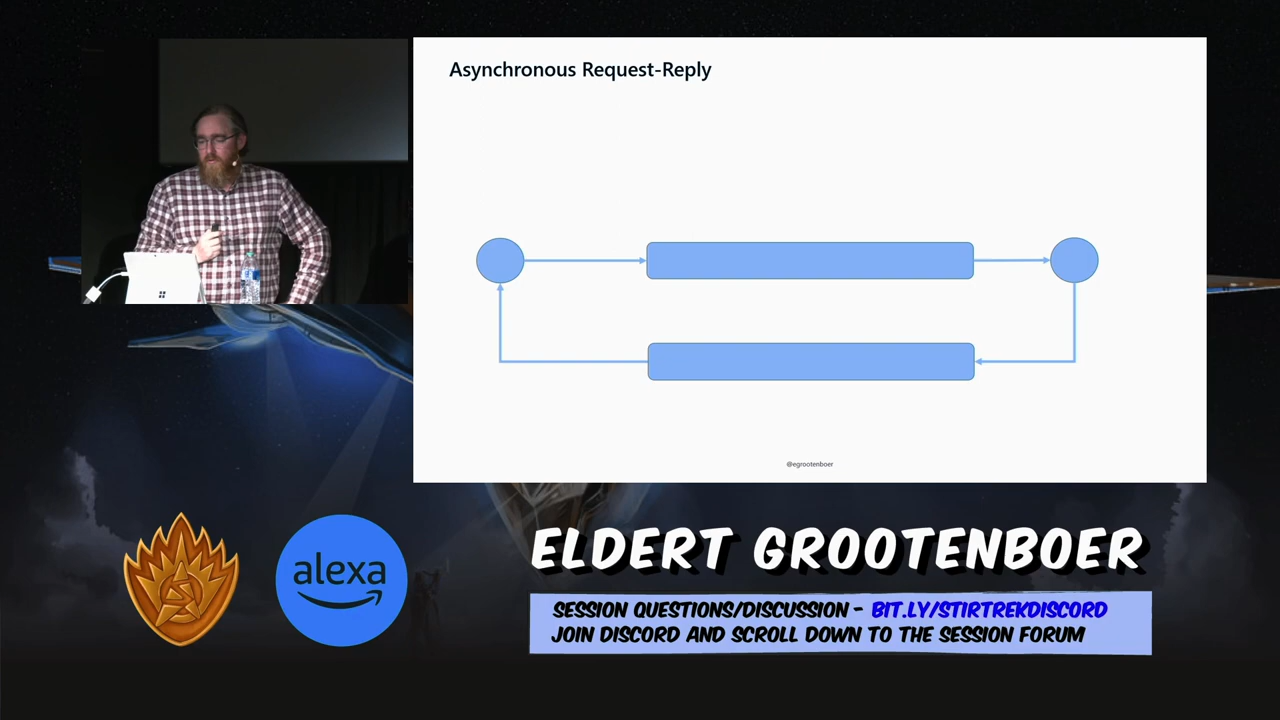 Asynchronous Request-Reply
@egrootenboer
alexa
ELDERT GROOTENBOER
SESSION QUESTIONS/DISCUSSION - BIT.LY/STIRTREKDISCORD
JOIN DISCORD AND SCROLL DOWN TO THE SESSION FORUM